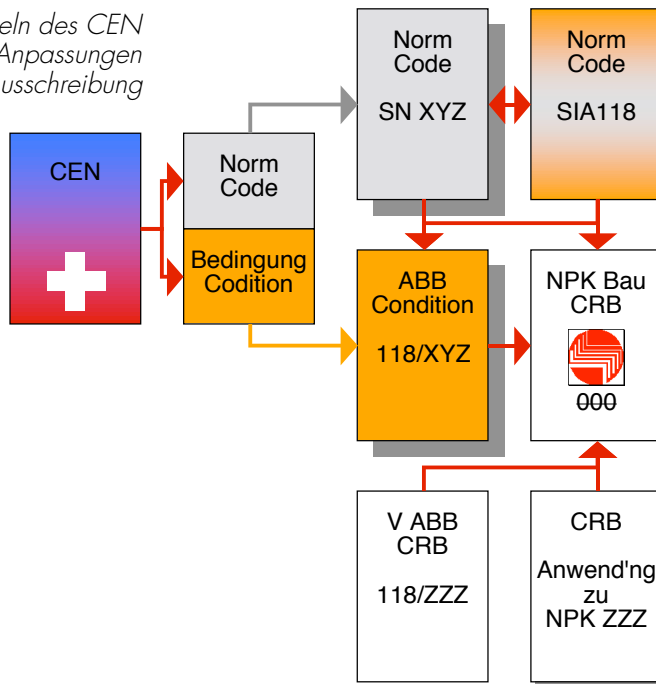 eln des CEN
Anpassungen
usschreibung
CEN
Norm
Code
Bedingung
Codition
Norm
Code
SN XYZ
Norm
Code
SIA118
ABB
Condition
118/XYZ
NPK Bau
CRB
000
V ABB
CRB
118/ZZZ
CRB
Anwend'ng
zu
NPK ZZZ